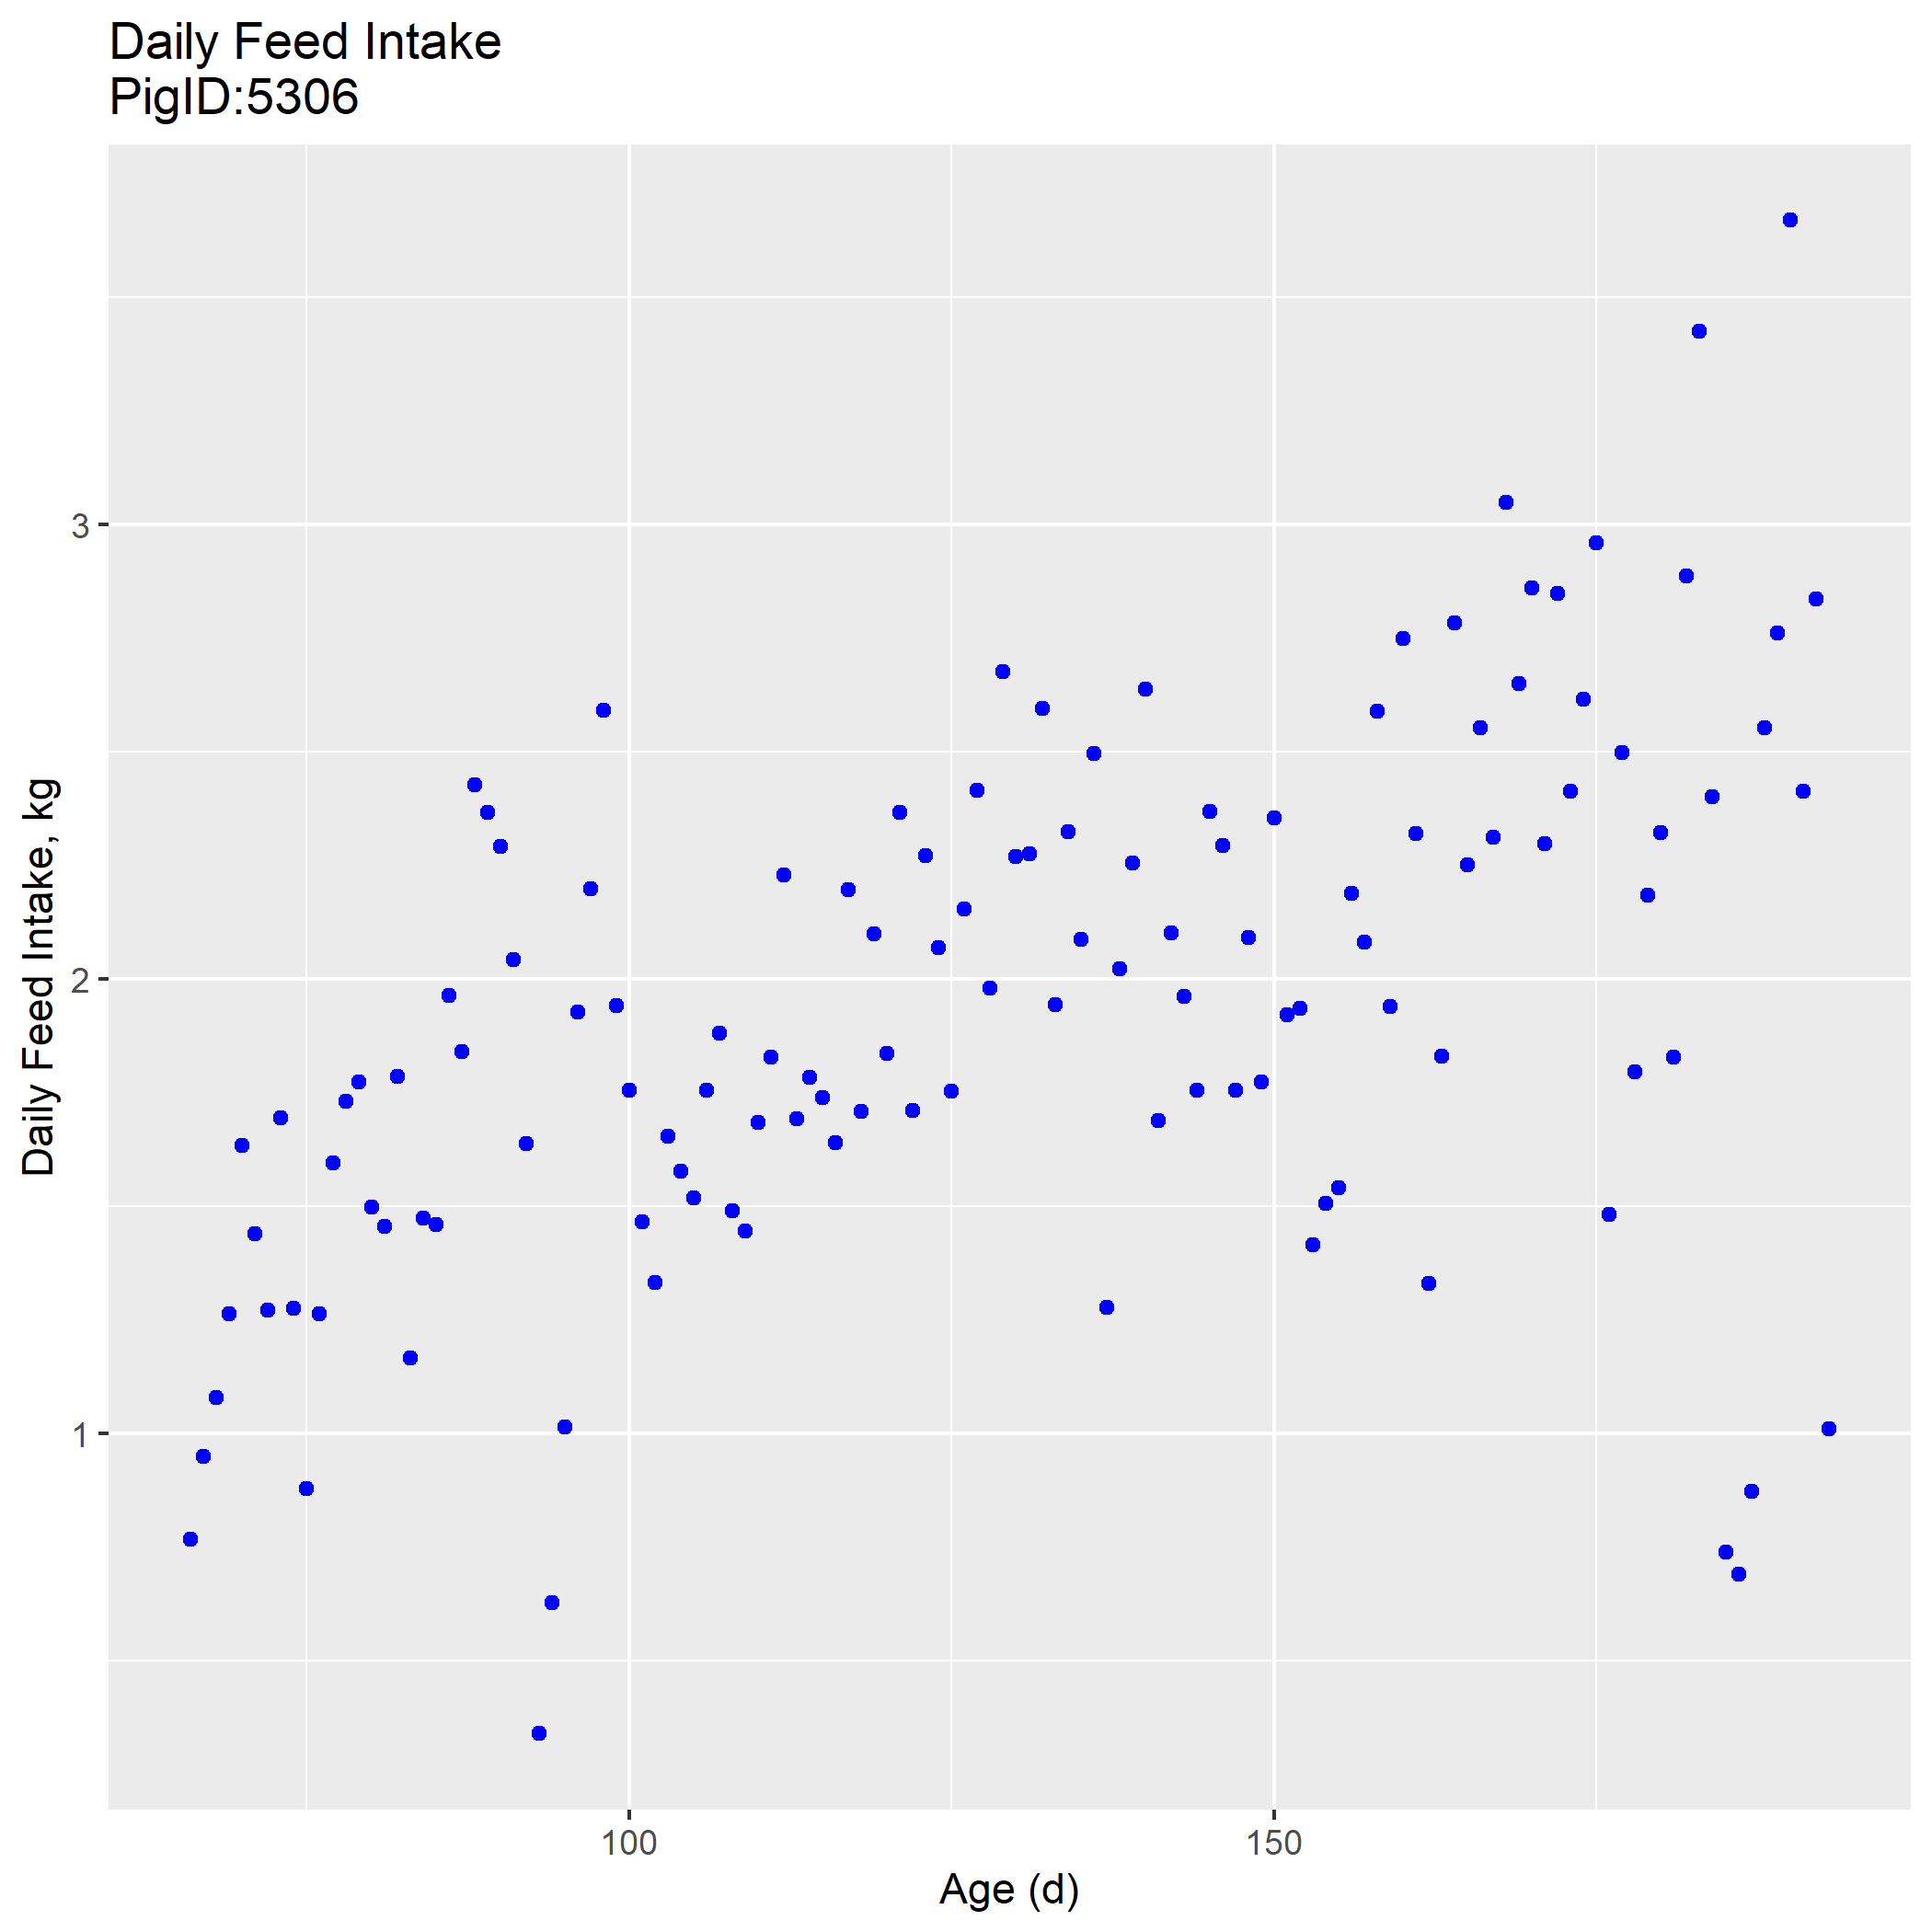 Daily Feed Intake
PigID:5306
Daily Feed Intake, kg
3
2
1
100
150
Age (d)